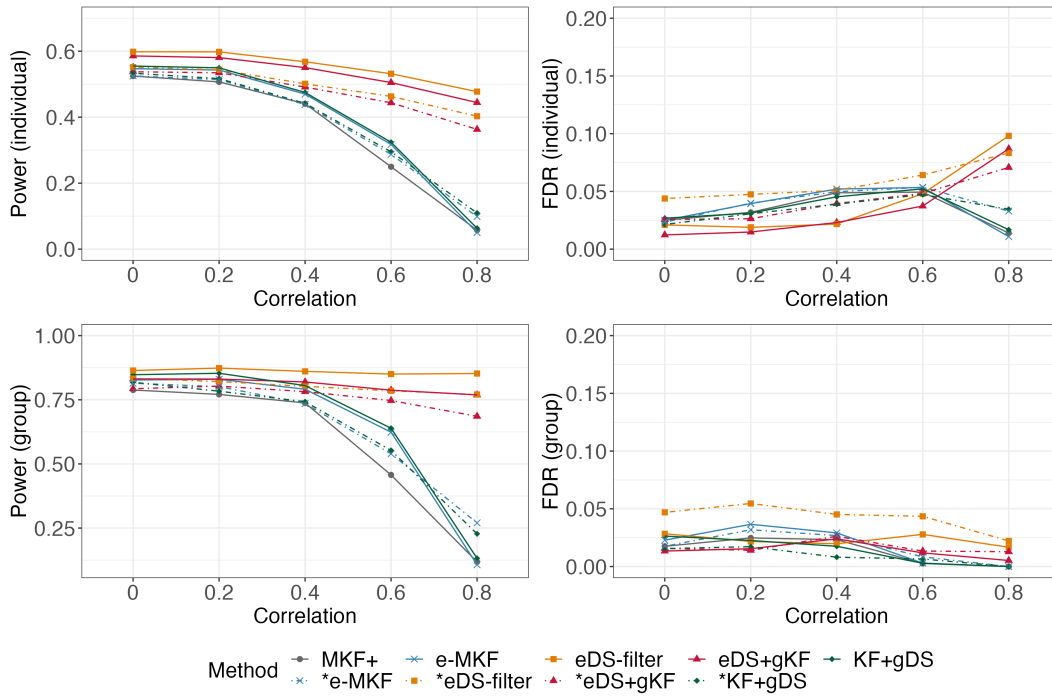 Power (individual)
0.6
0.4
0.2
0.0
0 0.2 0.4 0.6 0.8
Correlation
FDR (individual)
0.20
0.15
0.10
0.05
0.00
0 0.2 0.4 0.6 0.8
Correlation
Power (group)
1.00
0.75
0.50
0.25
0 0.2 0.4 0.6 0.8
Correlation
FDR (group)
0.20
0.15
0.10
0.05
0.00
0 0.2 0.4 0.6 0.8
Correlation
Method
MKF+ e-MKF eDS-filter eDS+gKF KF+gDS
*e-MKF *eDS-filter *eDS+gKF *KF+gDS